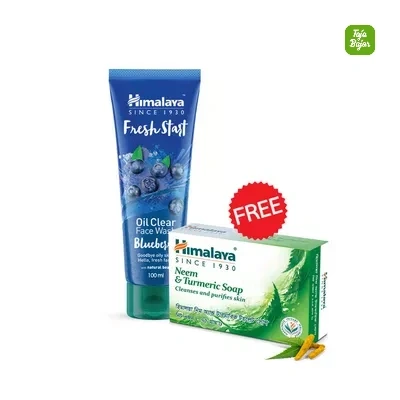 Taja
Bajar
Himalaya
SINCE 1930
Fresh Start
Oil Clear
Face Wash
Blueberry
100 ml
FREE
Himalaya
SINCE 1930
Neem
& Turmeric Soap
Cleanses and purifies skin